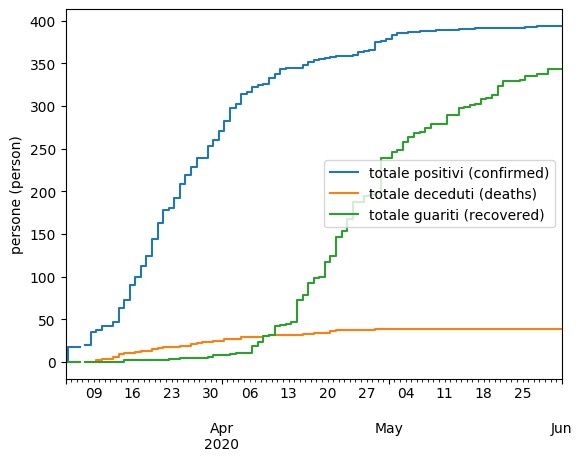 400
350
300
250
200
150
100
50
0
persone (person)
totale positivi (confirmed)
totale deceduti (deaths)
totale guariti (recovered)
09 16 23 30 06 13 20 27 04 11 18 25
Apr May Jun
2020